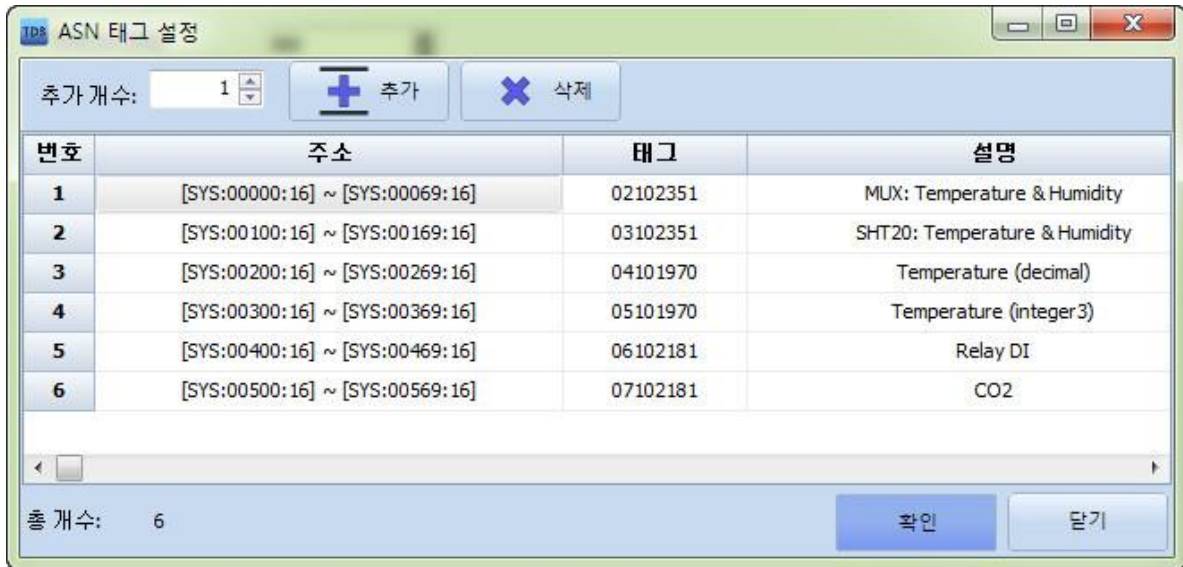 TDB ASN 태그 설정
추가 개수: 1 추가 삭제
번호 주소 태그 설명
1 [SYS:00000:16] ~ [SYS:00069:16] 02102351 MUX: Temperature & Humidity
2 [SYS:00100:16] ~ [SYS:00169:16] 03102351 SHT20: Temperature & Humidity
3 [SYS:00200:16] ~ [SYS:00269:16] 04101970 Temperature (decimal)
4 [SYS:00300:16] ~ [SYS:00369:16] 05101970 Temperature (integer3)
5 [SYS:00400:16] ~ [SYS:00469:16] 06102181 Relay DI
6 [SYS:00500:16] ~ [SYS:00569:16] 07102181 CO2
총 개수: 6 확인 닫기